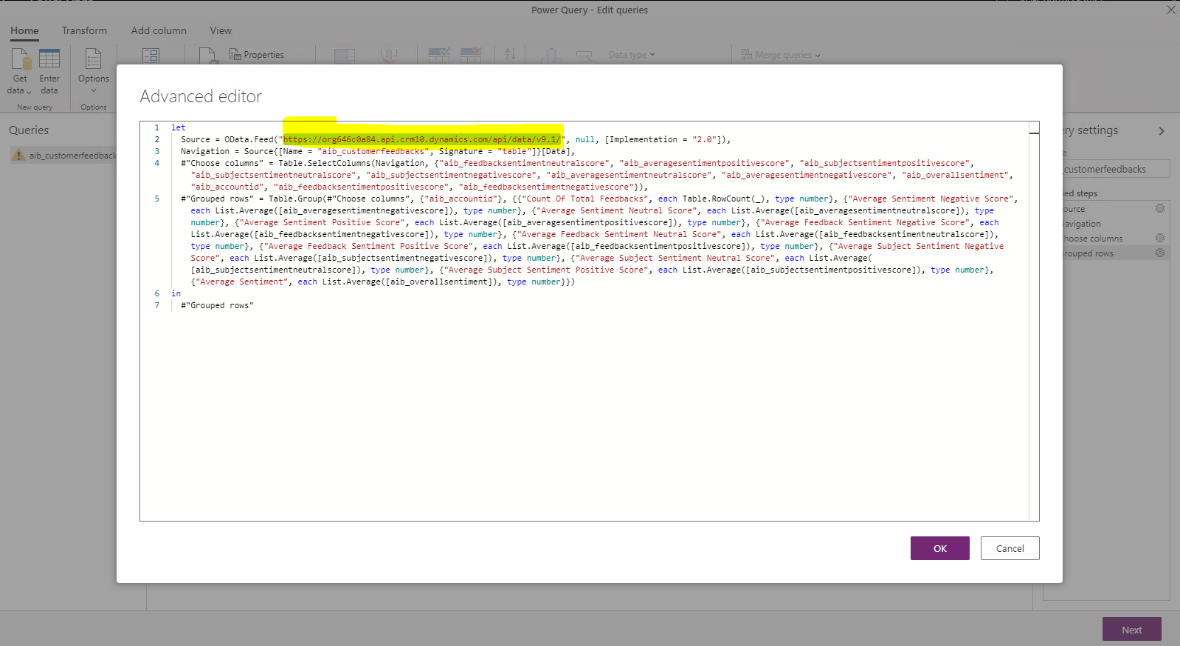 Power Query - Edit queries
Home Transform Add column View
Properties
Data type
Merge queries
Get data
Enter data
Options
New query
Options
Queries
aib_customerfeedback
ry settings
customerfeedbacks
ed steps
ource
avigation
hoose columns
rouped rows
Advanced editor
1 let
2 Source = OData.Feed("https://org646c0a84.api.crm10.dynamics.com/api/data/v9.1/", null, [Implementation = "2.0"]),
3 Navigation = Source{[Name = "aib_customerfeedbacks", Signature = "table"]}[Data],
4 #"Choose columns" = Table.SelectColumns(Navigation, {"aib_feedbacksentimentneutralscore", "aib_averagesentimentpositivescore", "aib_subjectsentimentpositivescore",
"aib_subjectsentimentneutralscore", "aib_subjectsentimentnegativescore", "aib_averagesentimentneutralscore", "aib_averagesentimentnegativescore", "aib_overallsentiment",
"aib_accountid", "aib_feedbacksentimentpositivescore", "aib_feedbacksentimentnegativescore"}),
5 #"Grouped rows" = Table.Group(#"Choose columns", {"aib_accountid"}, {{"Count Of Total Feedbacks", each Table.RowCount(_), type number}, {"Average Sentiment Negative Score",
each List.Average([aib_averagesentimentnegativescore]), type number}, {"Average Sentiment Neutral Score", each List.Average([aib_averagesentimentneutralscore]), type
number}, {"Average Sentiment Positive Score", each List.Average([aib_averagesentimentpositivescore]), type number}, {"Average Feedback Sentiment Negative Score", each
List.Average([aib_feedbacksentimentnegativescore]), type number}, {"Average Feedback Sentiment Neutral Score", each List.Average([aib_feedbacksentimentneutralscore]),
type number}, {"Average Feedback Sentiment Positive Score", each List.Average([aib_feedbacksentimentpositivescore]), type number}, {"Average Subject Sentiment Negative
Score", each List.Average([aib_subjectsentimentnegativescore]), type number}, {"Average Subject Sentiment Neutral Score", each List.Average(
[aib_subjectsentimentneutralscore]), type number}, {"Average Subject Sentiment Positive Score", each List.Average([aib_subjectsentimentpositivescore]), type number},
{"Average Sentiment", each List.Average([aib_overallsentiment]), type number}})
6 in
7 #"Grouped rows"
OK Cancel
Next